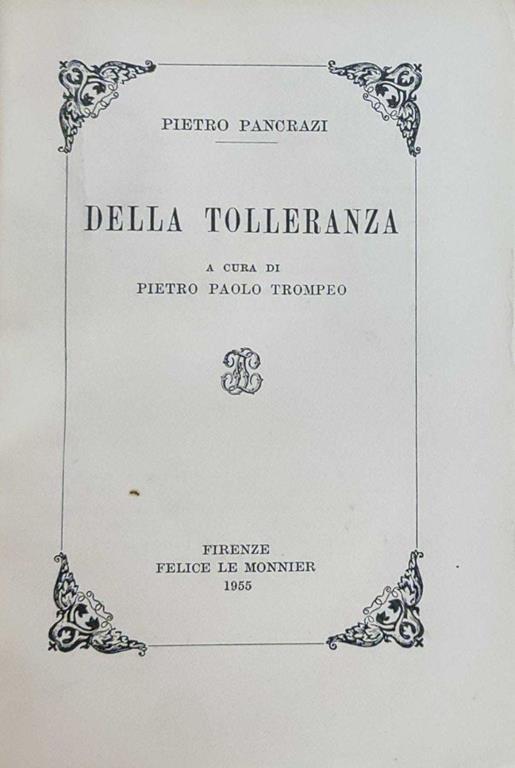 PIETRO PANCRAZI
DELLA TOLLERANZA
A CURA DI
PIETRO PAOLO TROMPEO
FIRENZE
FELICE LE MONNIER
1955